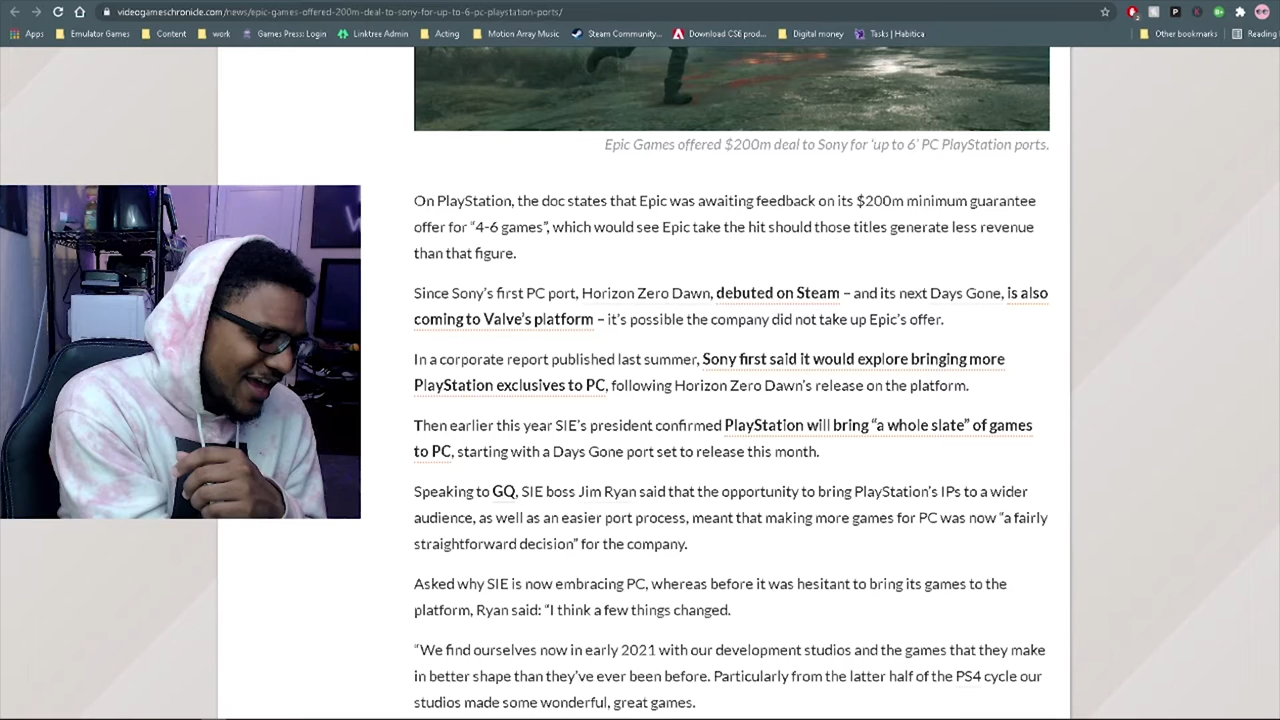 videogameschronicle.com/news/epic-games-offered-200m-deal-to-sony-for-up-to-6-pc-playstation-ports/
Apps Emulator Games Content work Games Press: Login Linktree Admin Acting Motion Array Music Steam Community... Download CS6 prod... Digital money Tasks | Habitica Other bookmarks Reading
Epic Games offered $200m deal to Sony for ‘up to 6’ PC PlayStation ports.
On PlayStation, the doc states that Epic was awaiting feedback on its $200m minimum guarantee
offer for “4-6 games”, which would see Epic take the hit should those titles generate less revenue
than that figure.
Since Sony’s first PC port, Horizon Zero Dawn, debuted on Steam – and its next Days Gone, is also
coming to Valve’s platform – it’s possible the company did not take up Epic’s offer.
In a corporate report published last summer, Sony first said it would explore bringing more
PlayStation exclusives to PC, following Horizon Zero Dawn’s release on the platform.
Then earlier this year SIE’s president confirmed PlayStation will bring “a whole slate” of games
to PC, starting with a Days Gone port set to release this month.
Speaking to GQ, SIE boss Jim Ryan said that the opportunity to bring PlayStation’s IPs to a wider
audience, as well as an easier port process, meant that making more games for PC was now “a fairly
straightforward decision” for the company.
Asked why SIE is now embracing PC, whereas before it was hesitant to bring its games to the
platform, Ryan said: “I think a few things changed.
“We find ourselves now in early 2021 with our development studios and the games that they make
in better shape than they’ve ever been before. Particularly from the latter half of the PS4 cycle our
studios made some wonderful, great games.